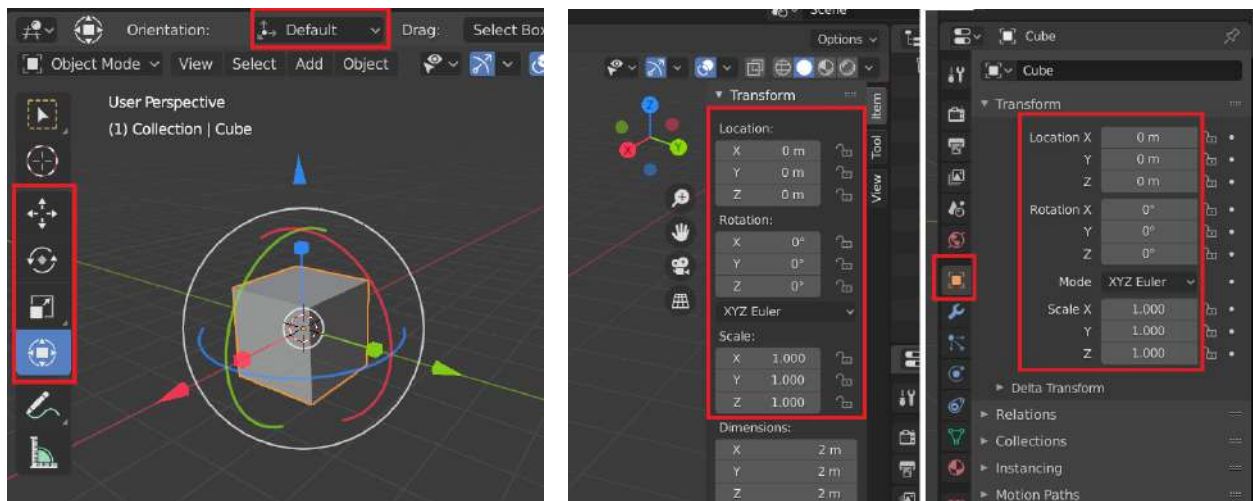 Orientation: Default Drag: Select Bo
Object Mode View Select Add Object
User Perspective
(1) Collection | Cube
Scene
Options
Z
X
Y
Transform
Location:
X 0 m
Y 0 m
Z 0 m
Rotation:
X 0°
Y 0°
Z 0°
XYZ Euler
Scale:
X 1.000
Y 1.000
Z 1.000
Dimensions:
X 2 m
Y 2 m
Z 2 m
Item
Tool
View
Cube
Cube
Transform
Location X 0 m
Y 0 m
Z 0 m
Rotation X 0°
Y 0°
Z 0°
Mode XYZ Euler
Scale X 1.000
Y 1.000
Z 1.000
Delta Transform
Relations
Collections
Instancing
Motion Paths